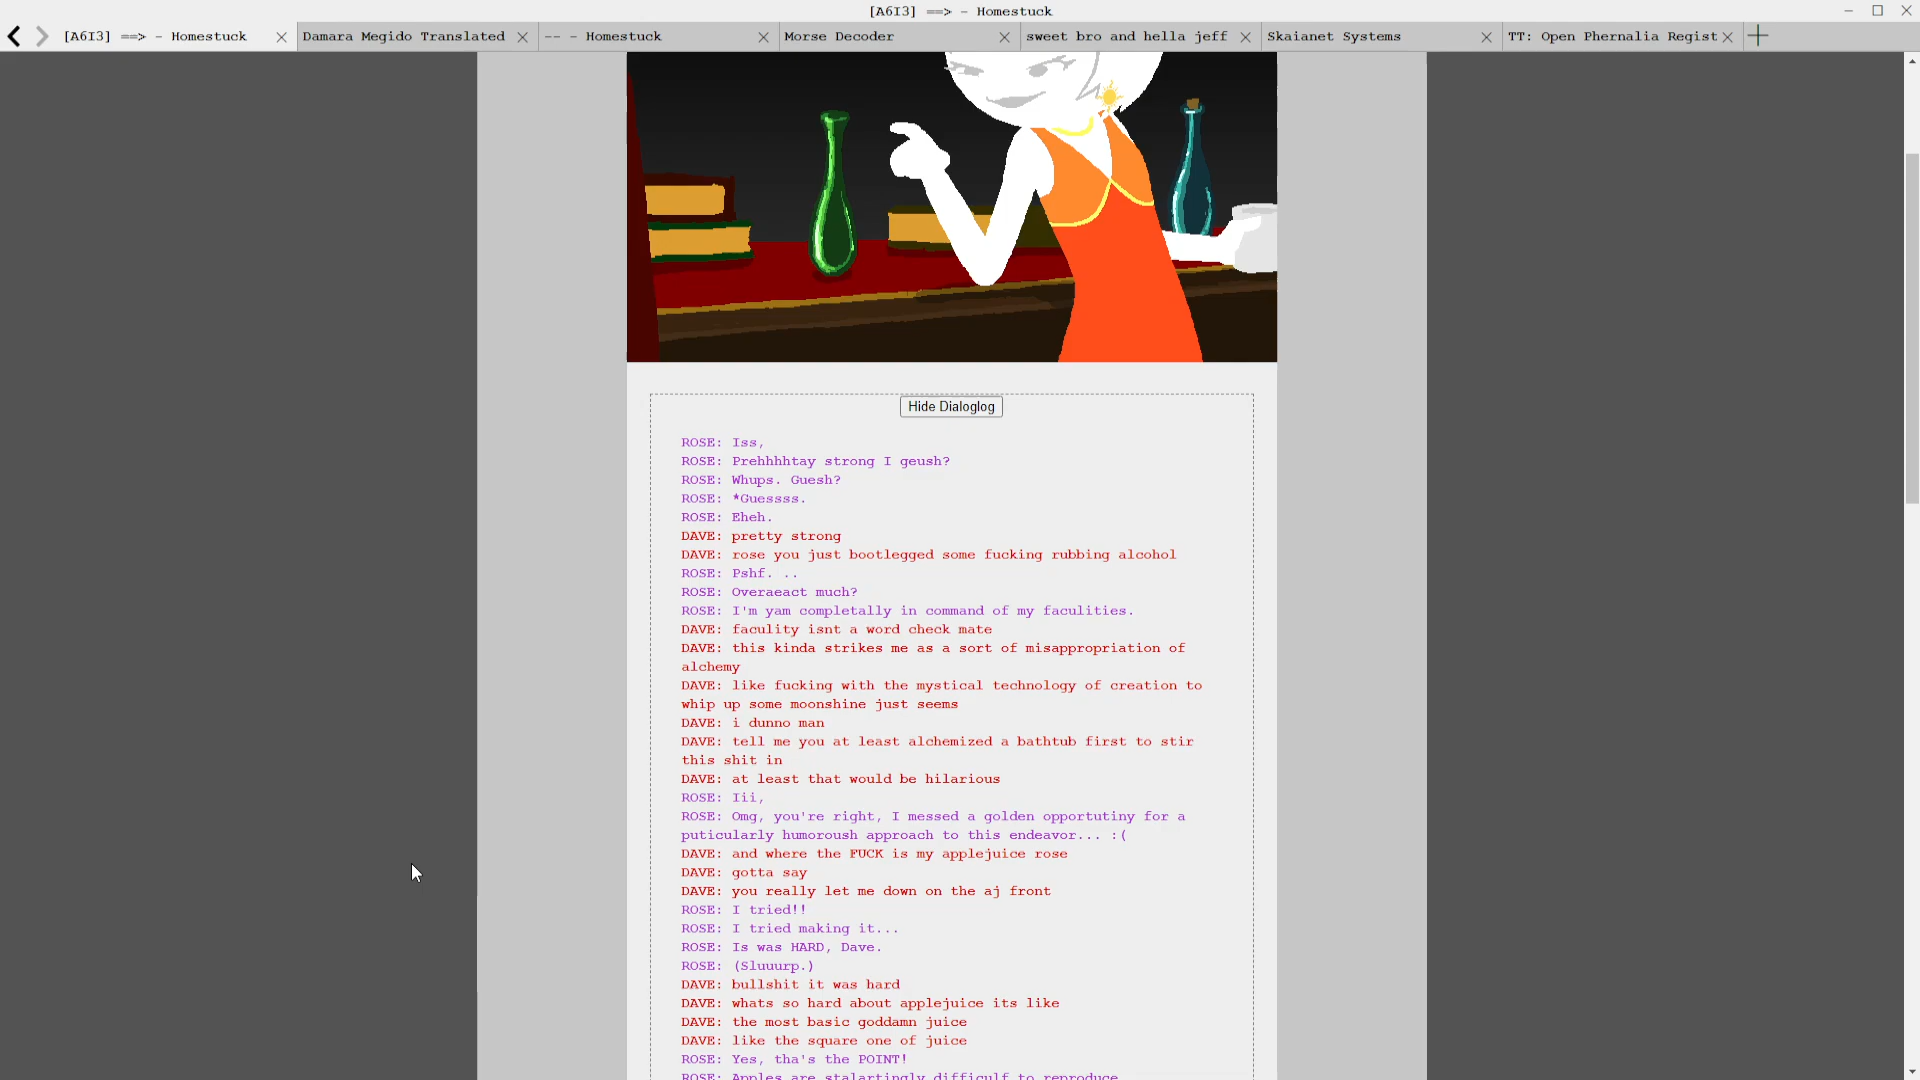 [A6I3] ==> - Homestuck
[A6I3] ==> - Homestuck
Damara Megido Translated
-- - Homestuck
Morse Decoder
sweet bro and hella jeff
Skaianet Systems
TT: Open Phernalia Regist
Hide Dialoglog
ROSE: Iss,
ROSE: Prehhhhtay strong I geush?
ROSE: Whups. Guesh?
ROSE: *Guessss.
ROSE: Eheh.
DAVE: pretty strong
DAVE: rose you just bootlegged some fucking rubbing alcohol
ROSE: Pshf. ..
ROSE: Overaeact much?
ROSE: I'm yam completally in command of my faculities.
DAVE: faculity isnt a word check mate
DAVE: this kinda strikes me as a sort of misappropriation of
alchemy
DAVE: like fucking with the mystical technology of creation to
whip up some moonshine just seems
DAVE: i dunno man
DAVE: tell me you at least alchemized a bathtub first to stir
this shit in
DAVE: at least that would be hilarious
ROSE: Iii,
ROSE: Omg, you're right, I messed a golden opportutiny for a
puticularly humoroush approach to this endeavor... :(
DAVE: and where the FUCK is my applejuice rose
DAVE: gotta say
DAVE: you really let me down on the aj front
ROSE: I tried!!
ROSE: I tried making it...
ROSE: Is was HARD, Dave.
ROSE: (Sluuurp.)
DAVE: bullshit it was hard
DAVE: whats so hard about applejuice its like
DAVE: the most basic goddamn juice
DAVE: like the square one of juice
ROSE: Yes, tha's the POINT!
ROSE: Apples are stalartingly difficulf to reproduce